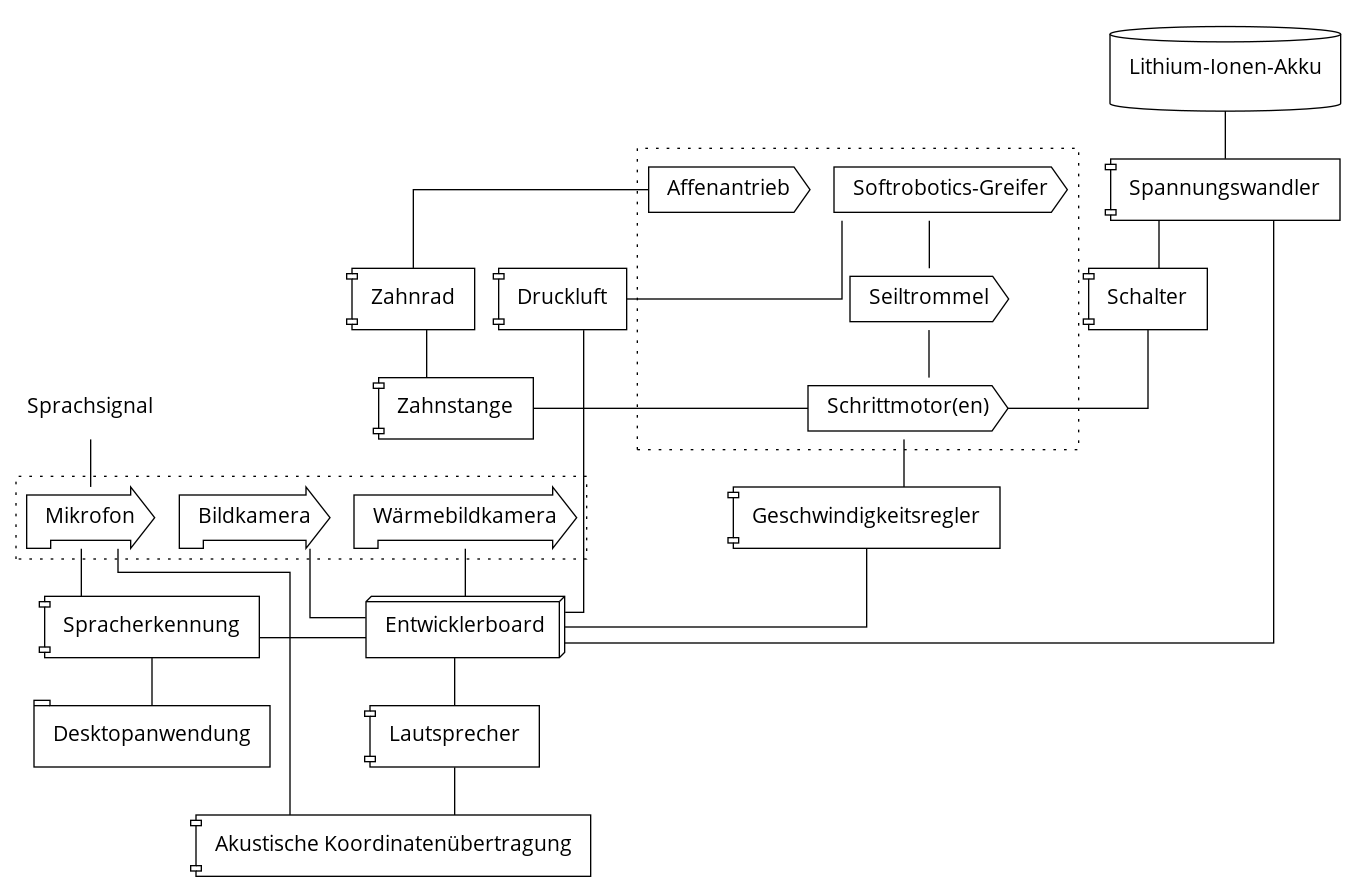 Lithium-Ionen-Akku
Affenantrieb
Softrobotics-Greifer
Spannungswandler
Zahnrad
Druckluft
Seiltrommel
Schalter
Sprachsignal
Zahnstange
Schrittmotor(en)
Mikrofon
Bildkamera
Wärmebildkamera
Geschwindigkeitsregler
Spracherkennung
Entwicklerboard
Desktopanwendung
Lautsprecher
Akustische Koordinatenübertragung